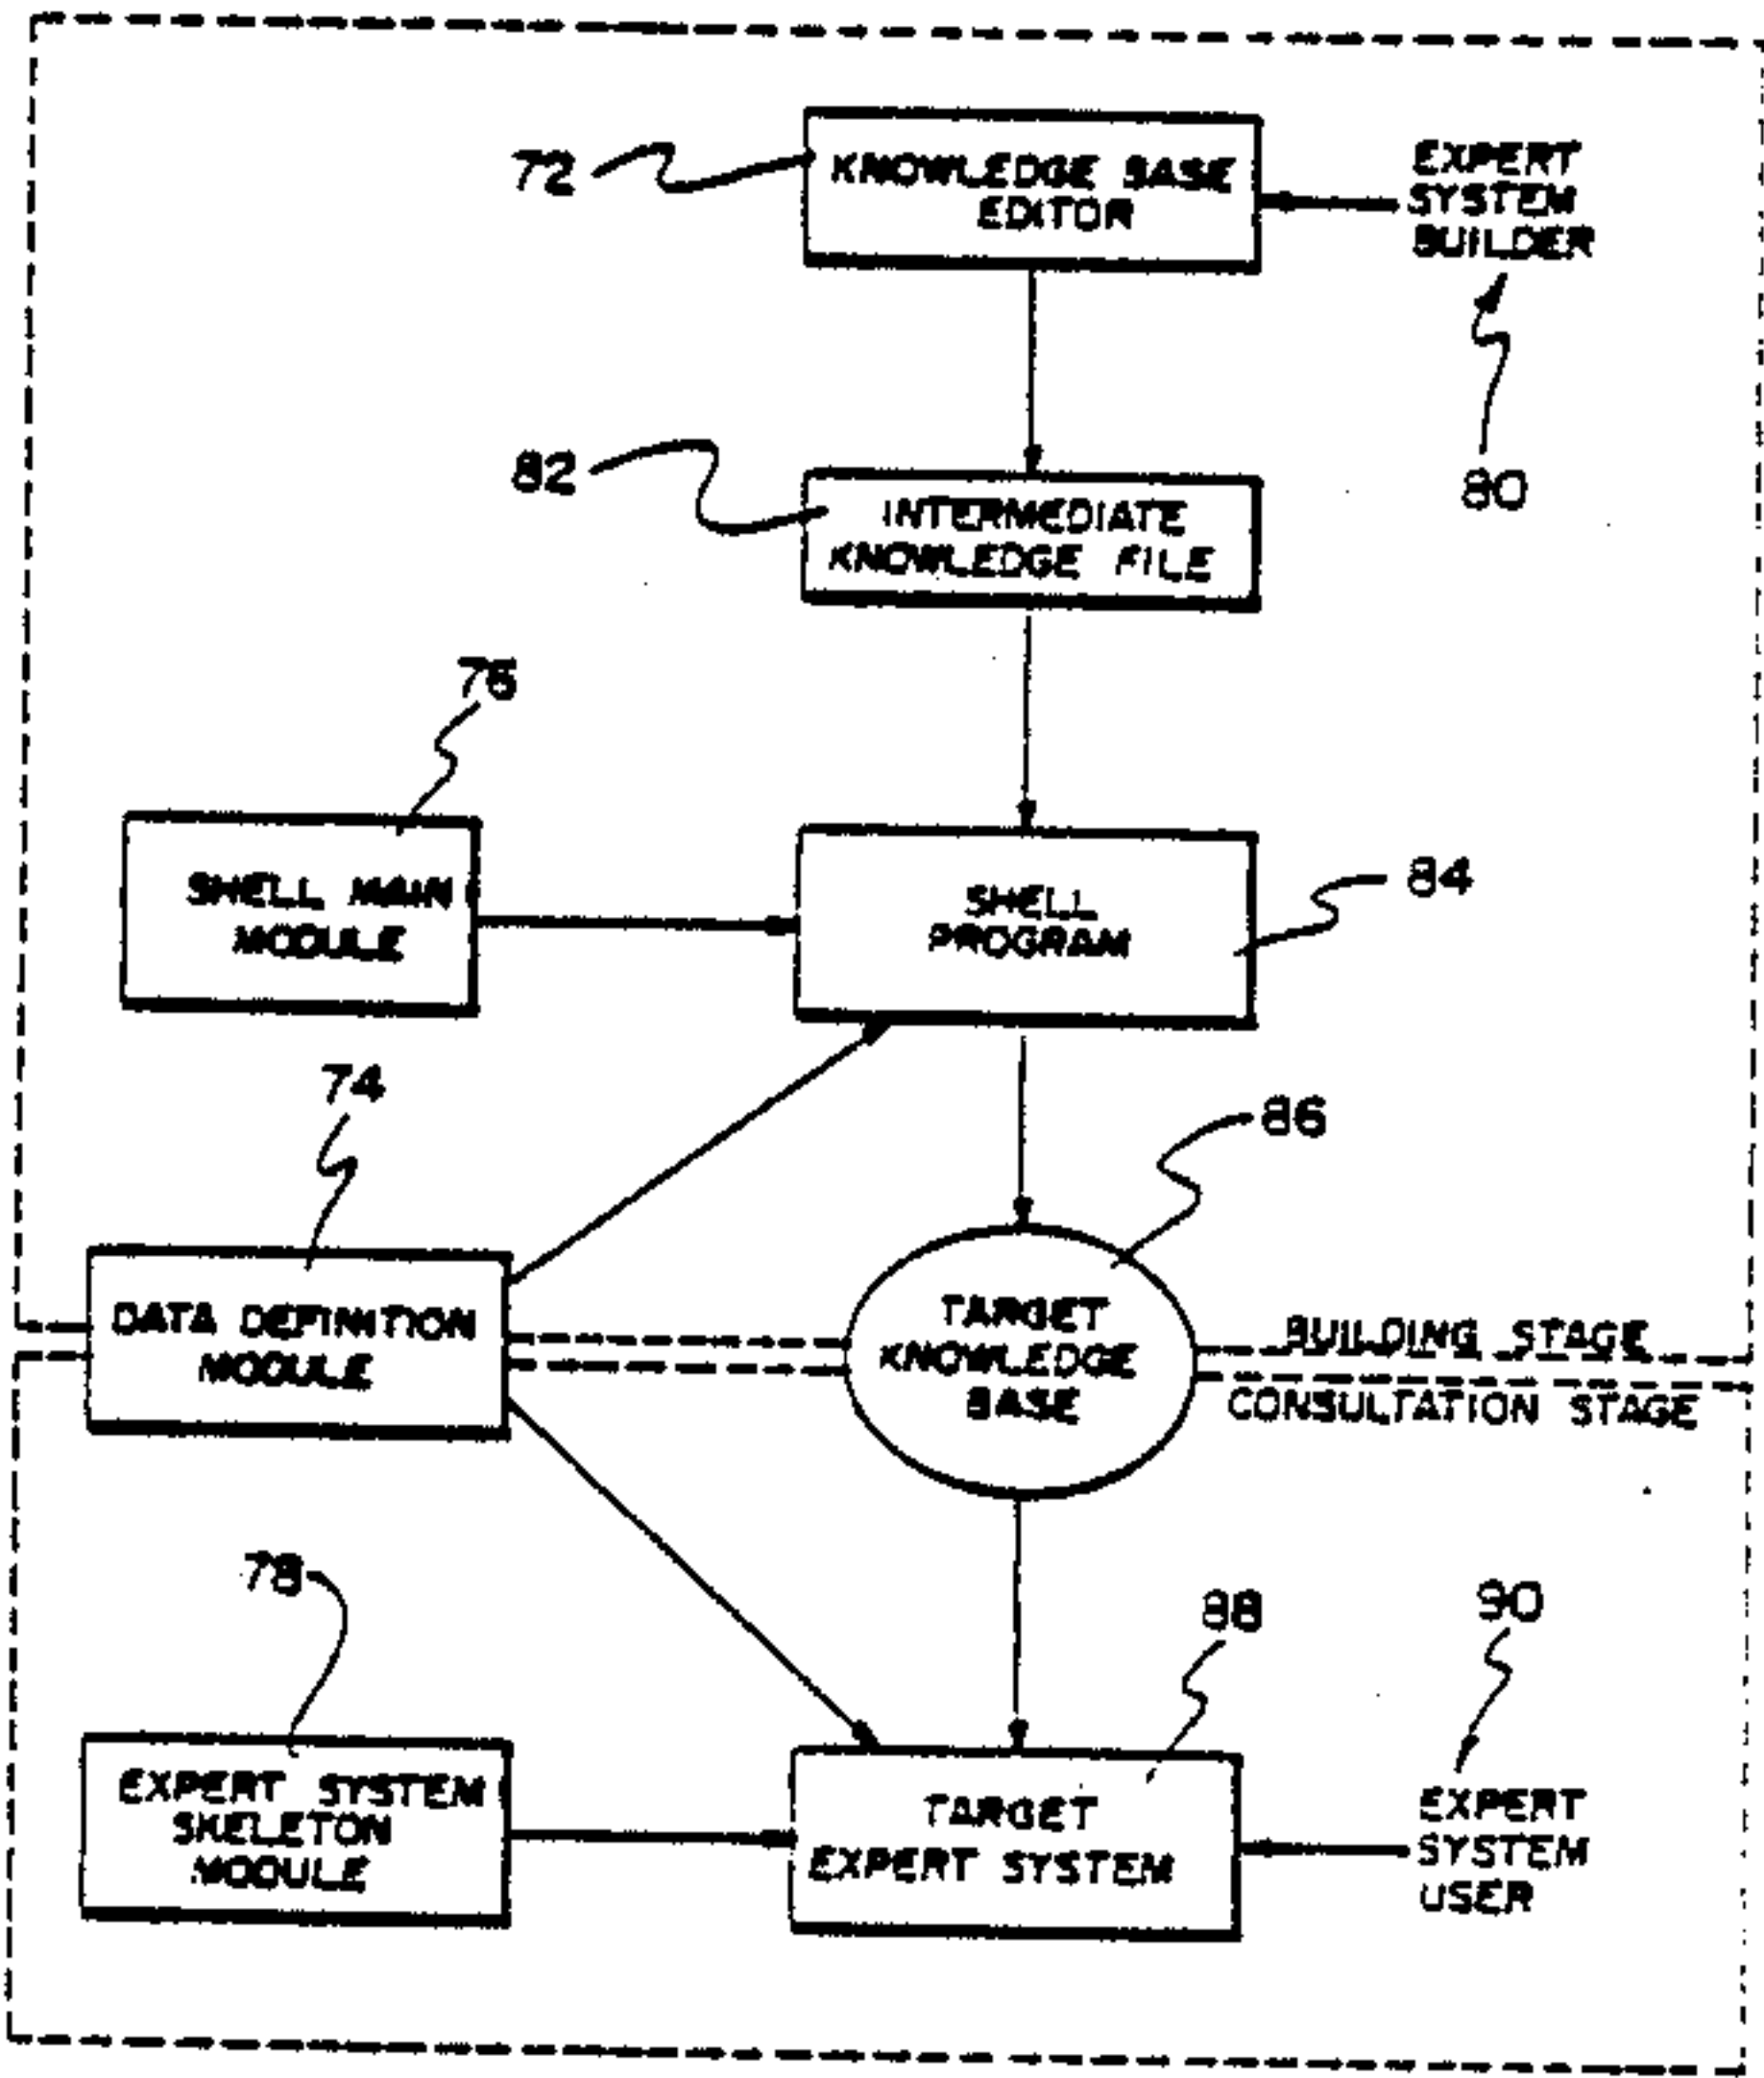 72
KNOWLEDGE BASE
EDITOR
EXPERT
SYSTEM
BUILDER
80
82
INTERMEDIATE
KNOWLEDGE FILE
76
SHELL MAIN
MODULE
SHELL
PROGRAM
84
74
86
DATA DEFINITION
MODULE
TARGET
KNOWLEDGE
BASE
BUILDING STAGE
CONSULTATION STAGE
78
88
90
EXPERT SYSTEM
SKELETON
MODULE
TARGET
EXPERT SYSTEM
EXPERT
SYSTEM
USER